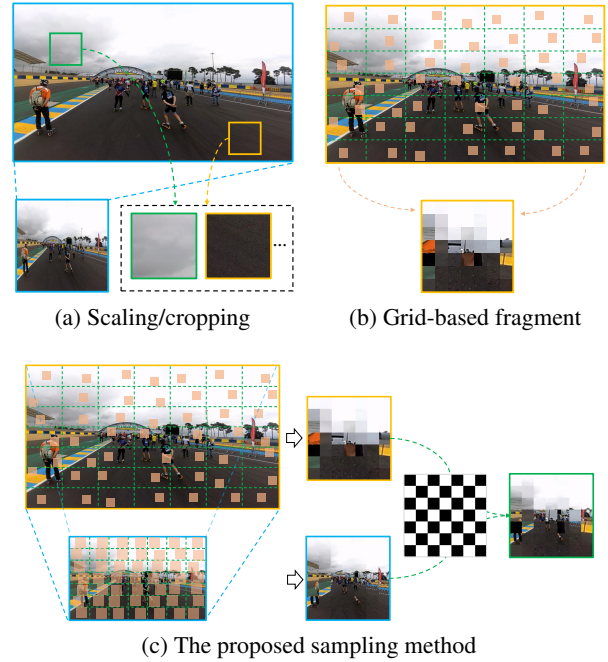 ...
(a) Scaling/cropping
(b) Grid-based fragment
(c) The proposed sampling method